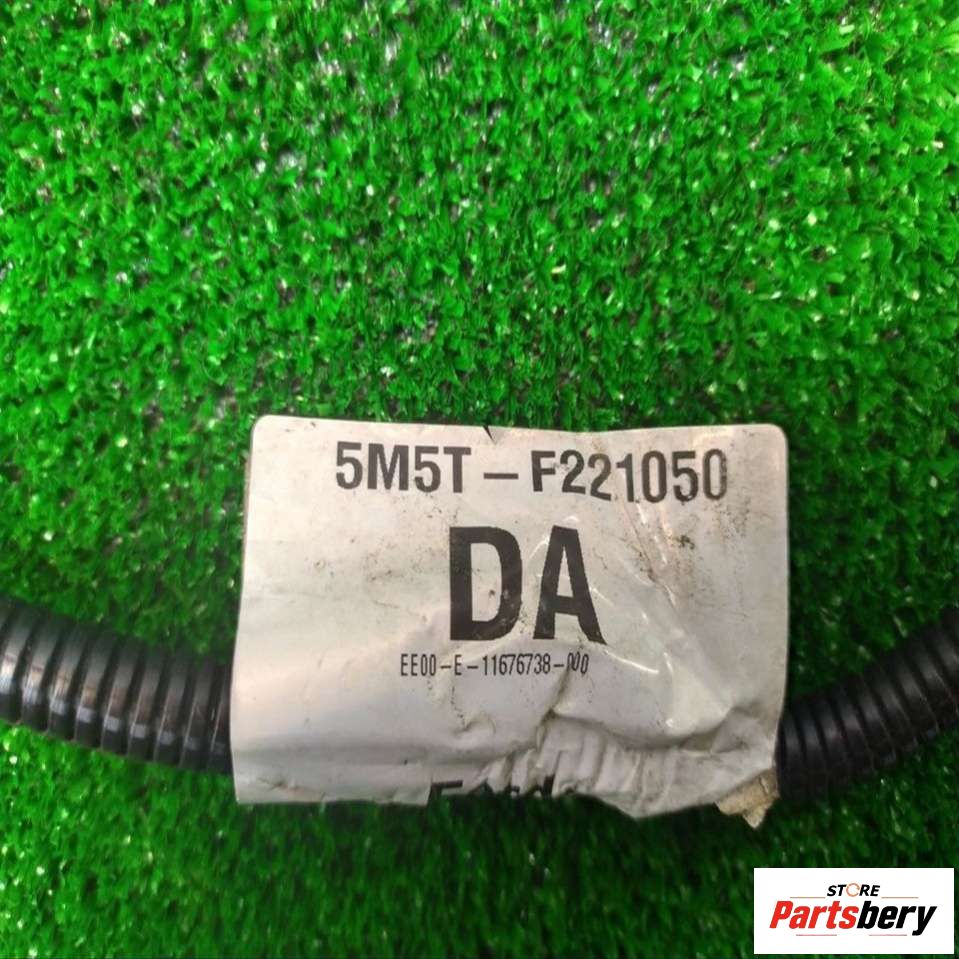 5M5T-F221050
DA
EE00-E-11676738-000
STORE
Partsbery